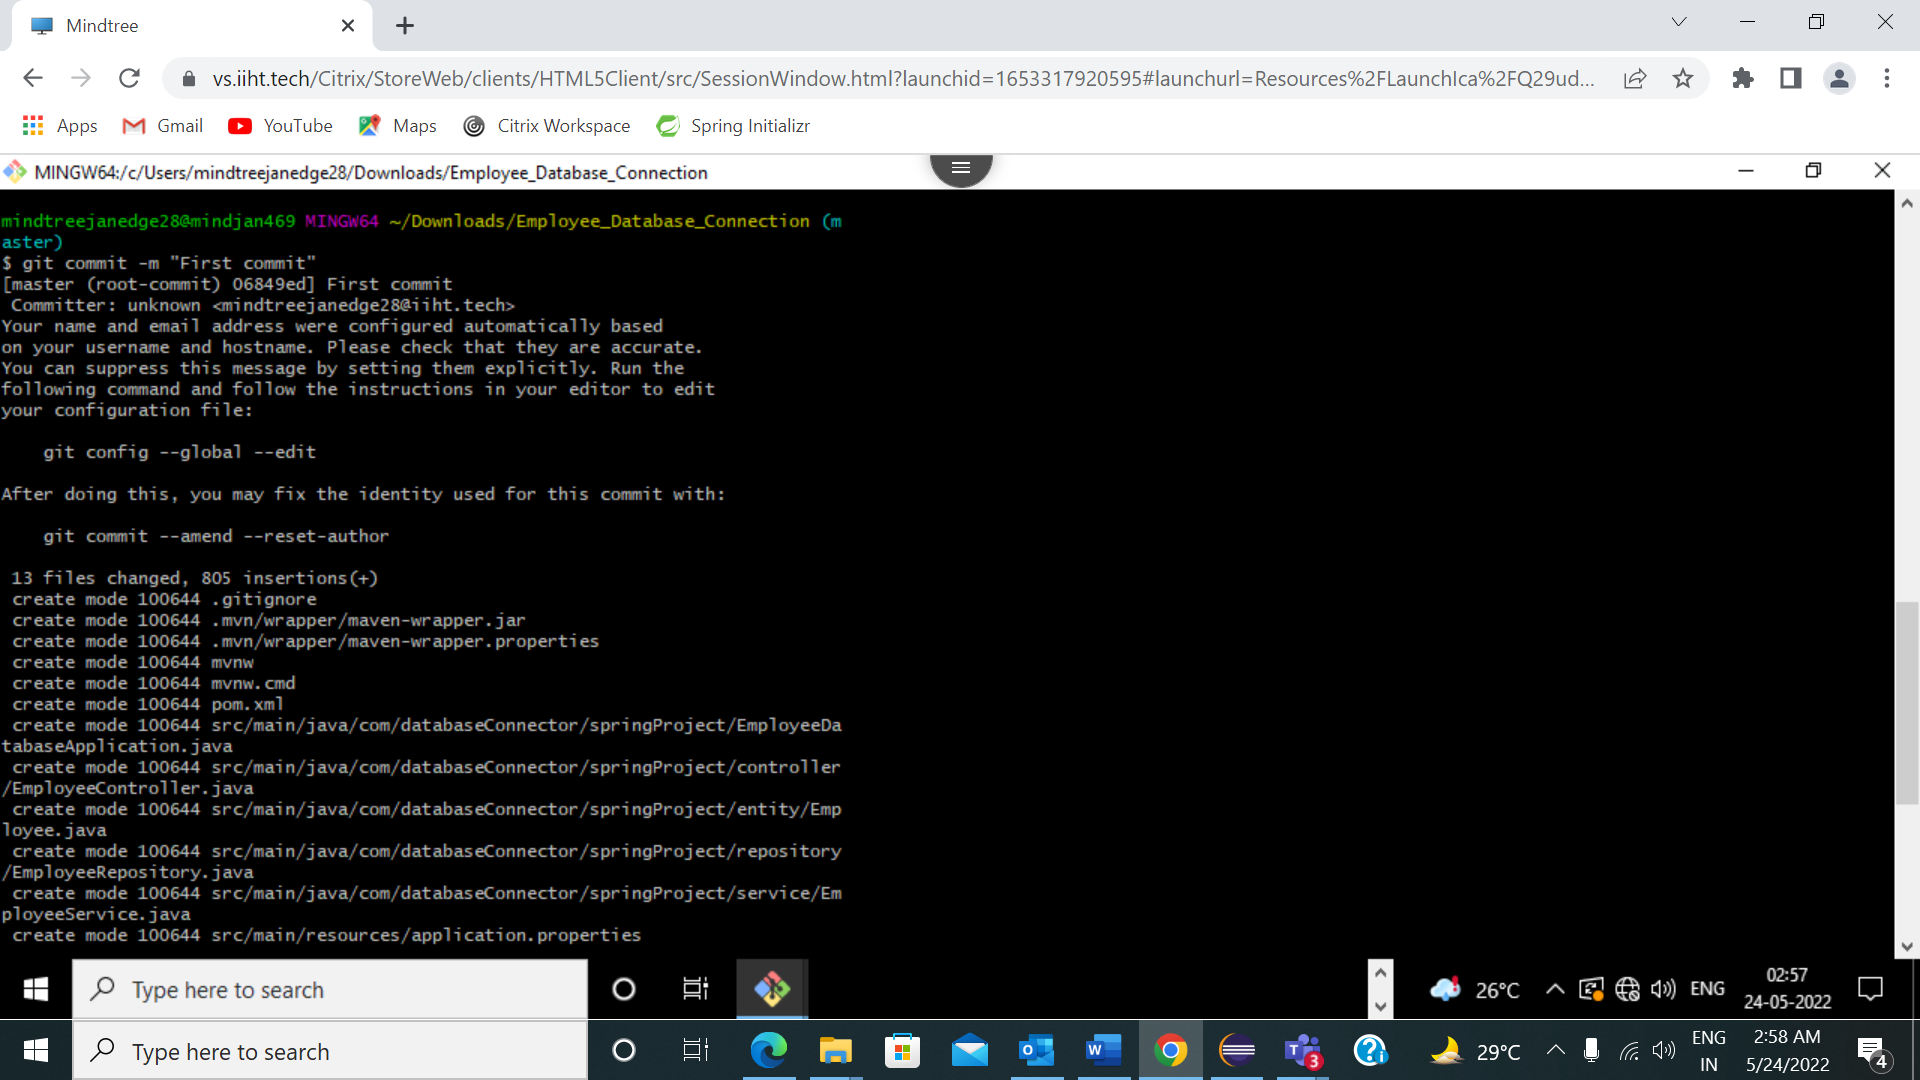 Mindtree
vs.iiht.tech/Citrix/StoreWeb/clients/HTML5Client/src/SessionWindow.html?launchid=1653317920595#launchurl=Resources%2FLaunchIca%2FQ29ud...
Apps Gmail YouTube Maps Citrix Workspace Spring Initializr
MINGW64:/c/Users/mindtreejanedge28/Downloads/Employee_Database_Connection
mindtreejanedge28@mindjan469 MINGW64 ~/Downloads/Employee_Database_Connection (m
aster)
$ git commit -m "First commit"
[master (root-commit) 06849ed] First commit
Committer: unknown <mindtreejanedge28@iiht.tech>
Your name and email address were configured automatically based
on your username and hostname. Please check that they are accurate.
You can suppress this message by setting them explicitly. Run the
following command and follow the instructions in your editor to edit
your configuration file:
git config --global --edit
After doing this, you may fix the identity used for this commit with:
git commit --amend --reset-author
13 files changed, 805 insertions(+)
create mode 100644 .gitignore
create mode 100644 .mvn/wrapper/maven-wrapper.jar
create mode 100644 .mvn/wrapper/maven-wrapper.properties
create mode 100644 mvnw
create mode 100644 mvnw.cmd
create mode 100644 pom.xml
create mode 100644 src/main/java/com/databaseConnector/springProject/EmployeeDa
tabaseApplication.java
create mode 100644 src/main/java/com/databaseConnector/springProject/controller
/EmployeeController.java
create mode 100644 src/main/java/com/databaseConnector/springProject/entity/Emp
loyee.java
create mode 100644 src/main/java/com/databaseConnector/springProject/repository
/EmployeeRepository.java
create mode 100644 src/main/java/com/databaseConnector/springProject/service/Em
ployeeService.java
create mode 100644 src/main/resources/application.properties
Type here to search
26°C ENG
02:57
24-05-2022
Type here to search
29°C
ENG
IN
2:58 AM
5/24/2022
3
4